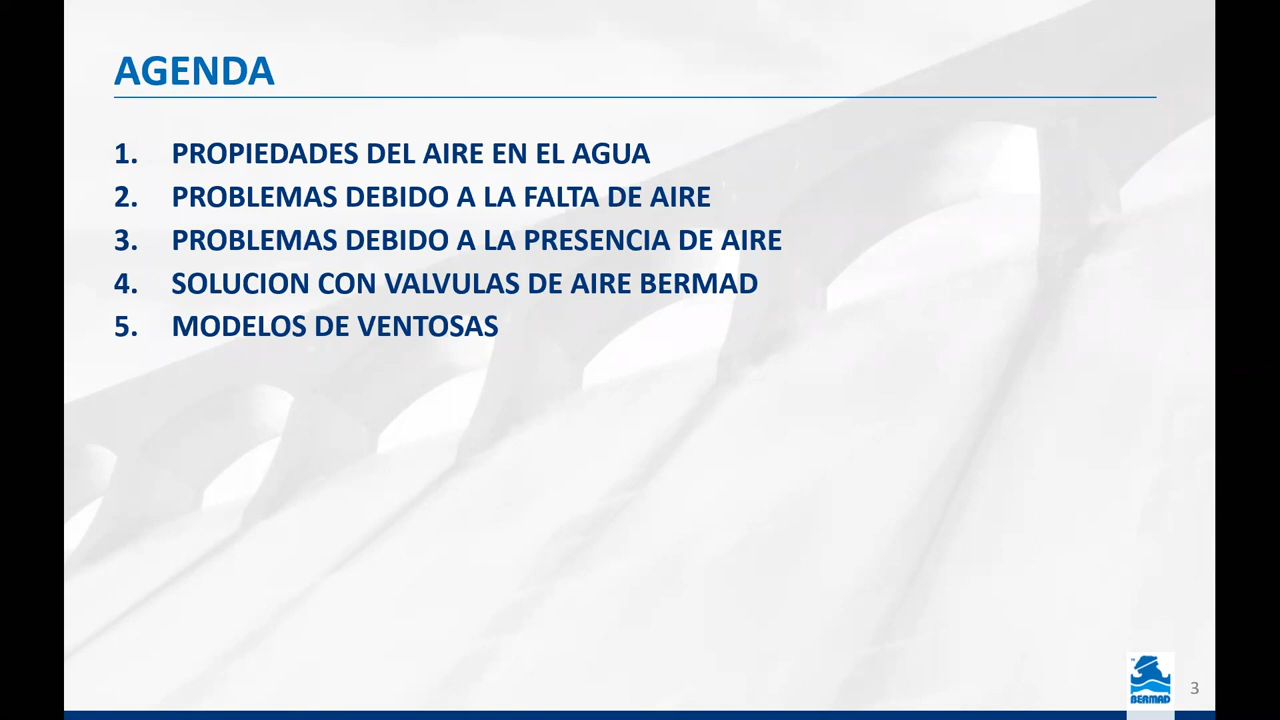 AGENDA
1. PROPIEDADES DEL AIRE EN EL AGUA
2. PROBLEMAS DEBIDO A LA FALTA DE AIRE
3. PROBLEMAS DEBIDO A LA PRESENCIA DE AIRE
4. SOLUCION CON VALVULAS DE AIRE BERMAD
5. MODELOS DE VENTOSAS
BERMAD
3